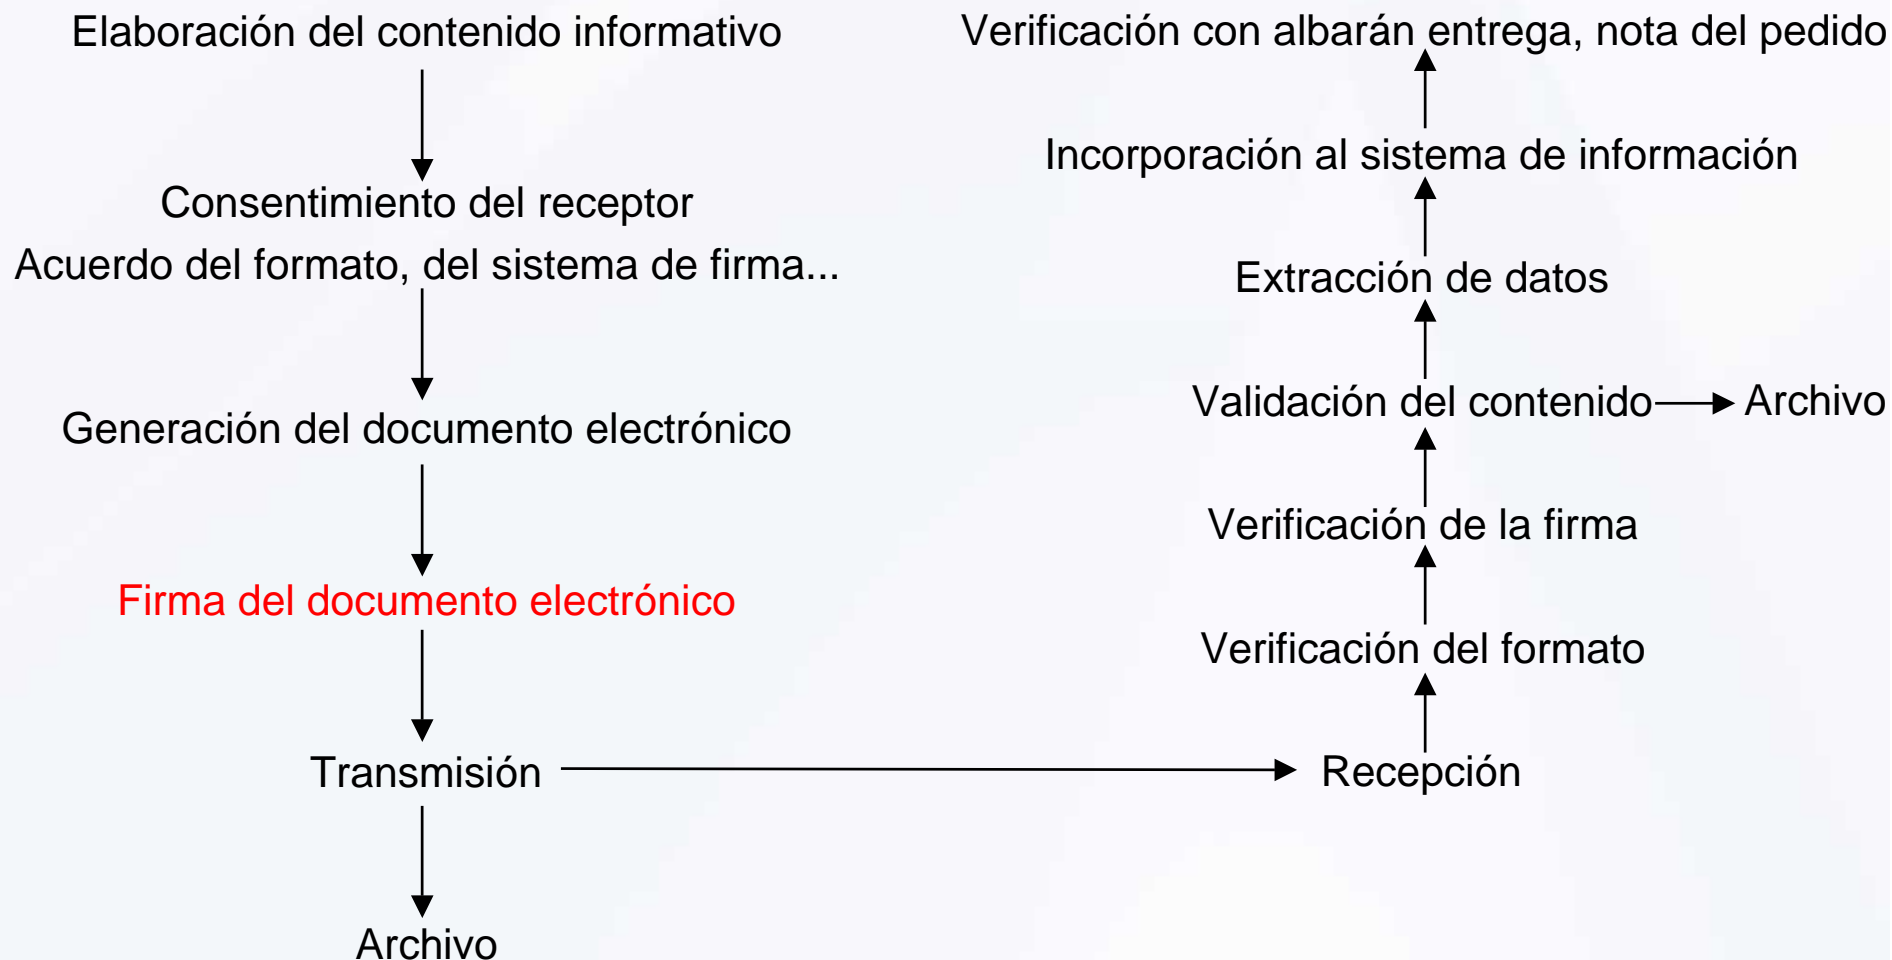 Elaboración del contenido informativo
Consentimiento del receptor
Acuerdo del formato, del sistema de firma...
Generación del documento electrónico
Firma del documento electrónico
Transmisión
Archivo
Verificación con albarán entrega, nota del pedido
Incorporación al sistema de información
Extracción de datos
Validación del contenido
Archivo
Verificación de la firma
Verificación del formato
Recepción